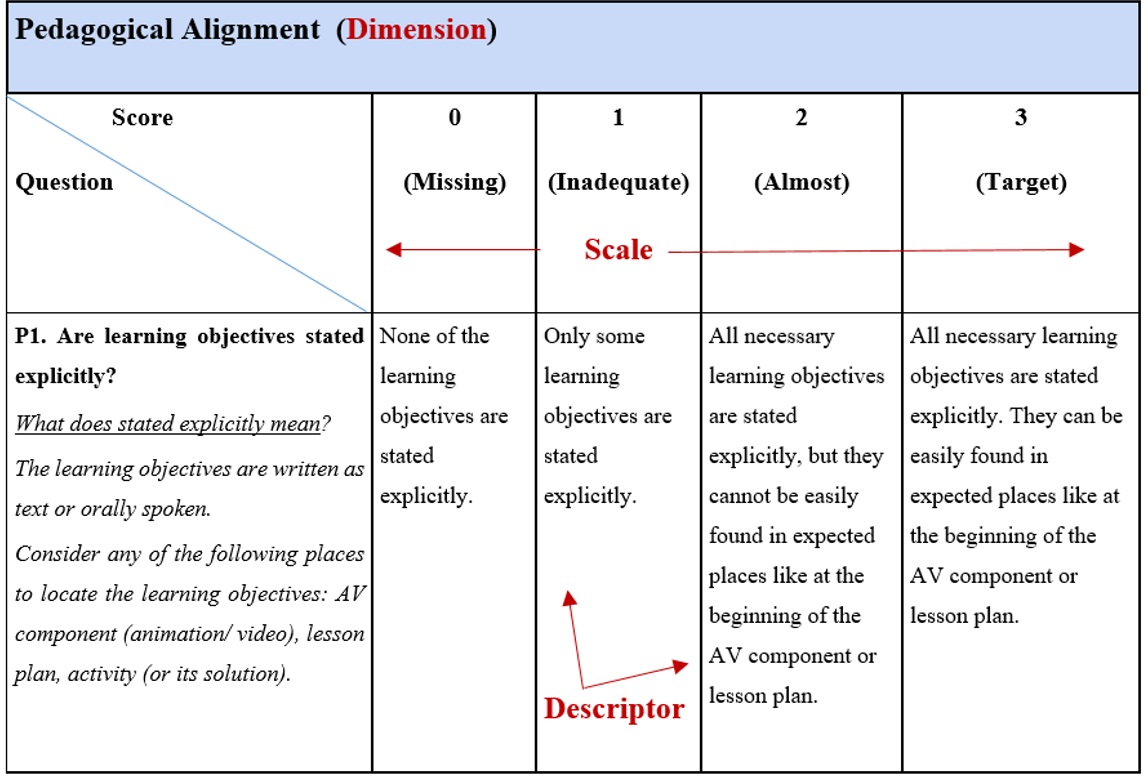 Pedagogical Alignment (Dimension)
Score
Question
0
(Missing)
1
(Inadequate)
2
(Almost)
3
(Target)
Scale
P1. Are learning objectives stated
explicitly?
What does stated explicitly mean?
The learning objectives are written as
text or orally spoken.
Consider any of the following places
to locate the learning objectives: AV
component (animation/ video), lesson
plan, activity (or its solution).
None of the
learning
objectives are
stated
explicitly.
Only some
learning
objectives are
stated
explicitly.
Descriptor
All necessary
learning objectives
are stated
explicitly, but they
cannot be easily
found in expected
places like at the
beginning of the
AV component or
lesson plan.
All necessary learning
objectives are stated
explicitly. They can be
easily found in
expected places like at
the beginning of the
AV component or
lesson plan.